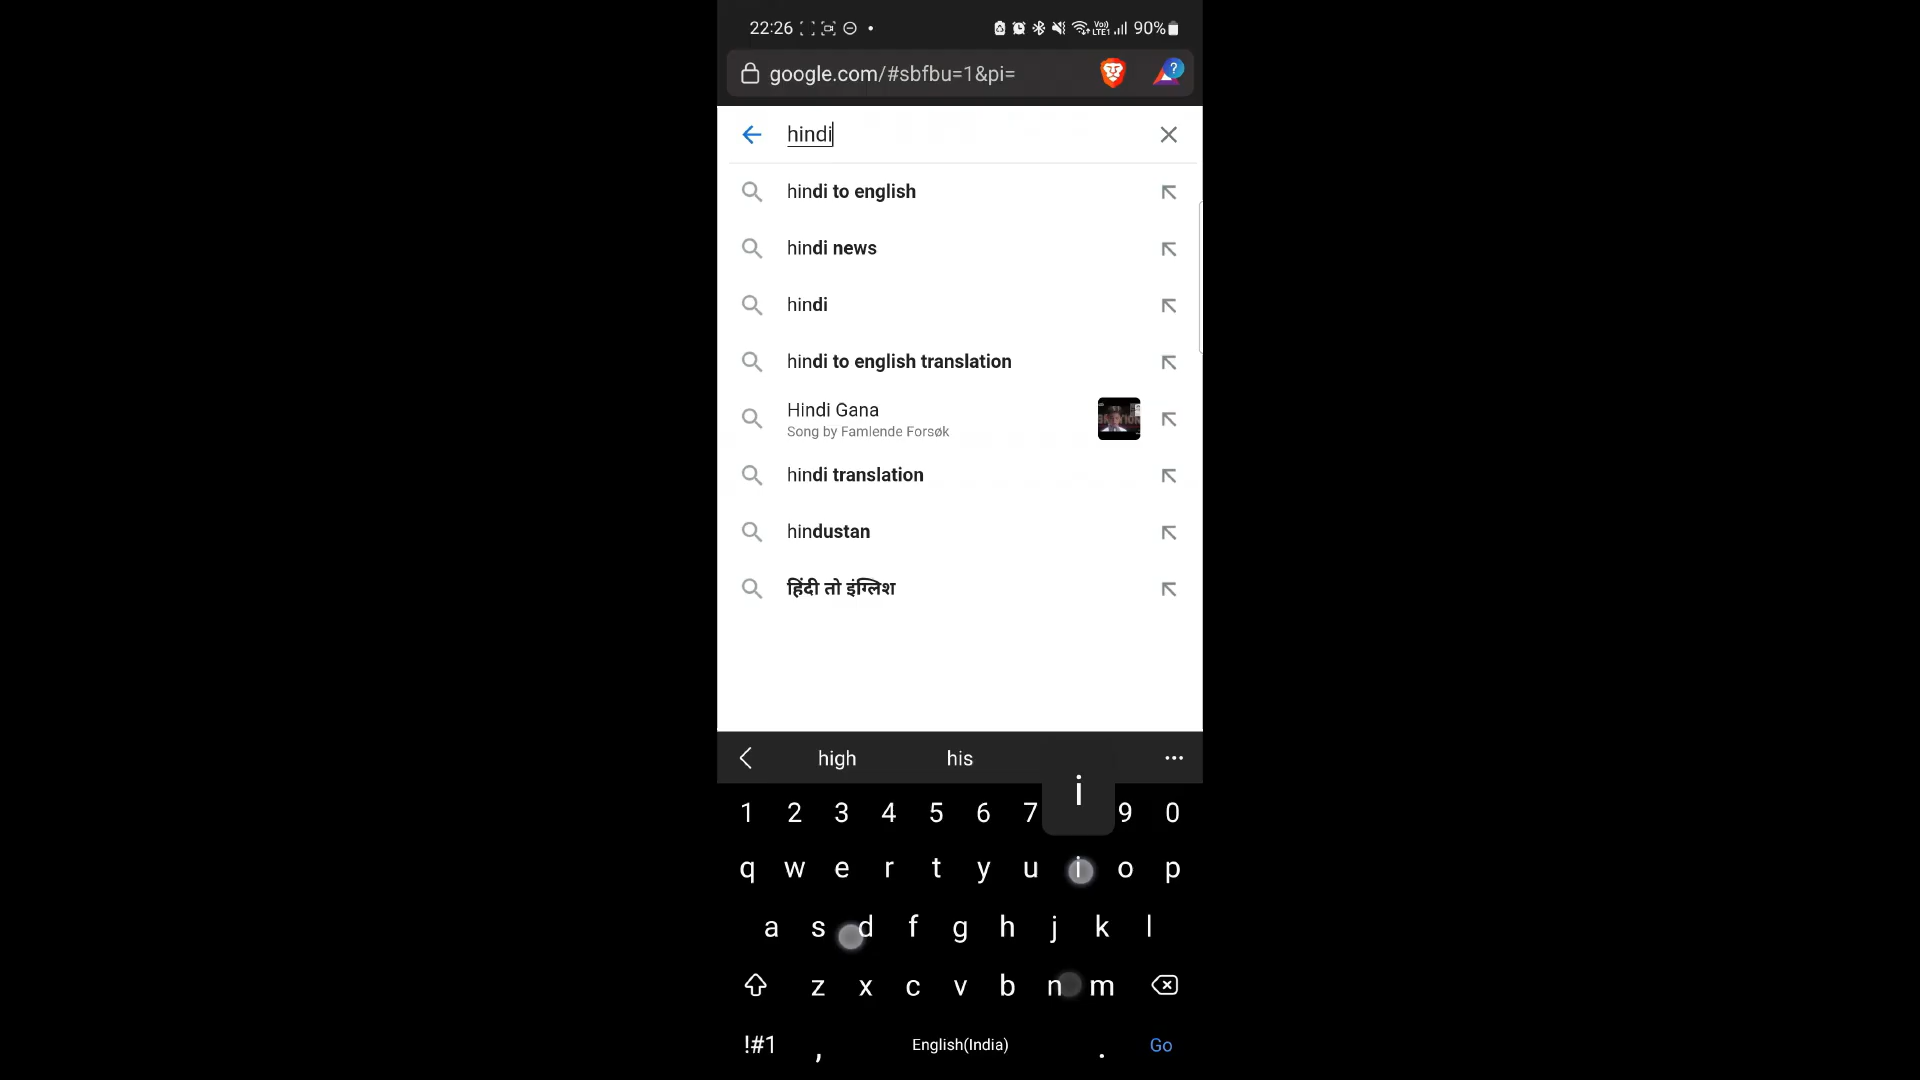 22:26 Vo)) LTE1 90%
google.com/#sbfbu=1&pi= ?
hindi
hindi to english
hindi news
hindi
hindi to english translation
Hindi Gana
Song by Famlende Forsøk
hindi translation
hindustan
हिंदी तो इंग्लिश
high his
i
1 2 3 4 5 6 7 9 0
q w e r t y u i o p
a s d f g h j k l
z x c v b n m
!#1 , English(India) . Go